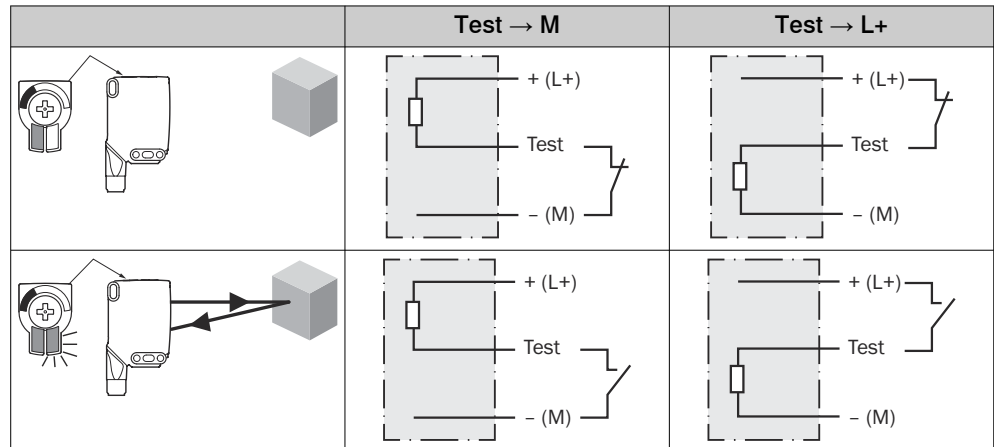 Test → M
Test → L+
+ (L+)
Test
– (M)
+ (L+)
Test
– (M)
+ (L+)
Test
– (M)
+ (L+)
Test
– (M)